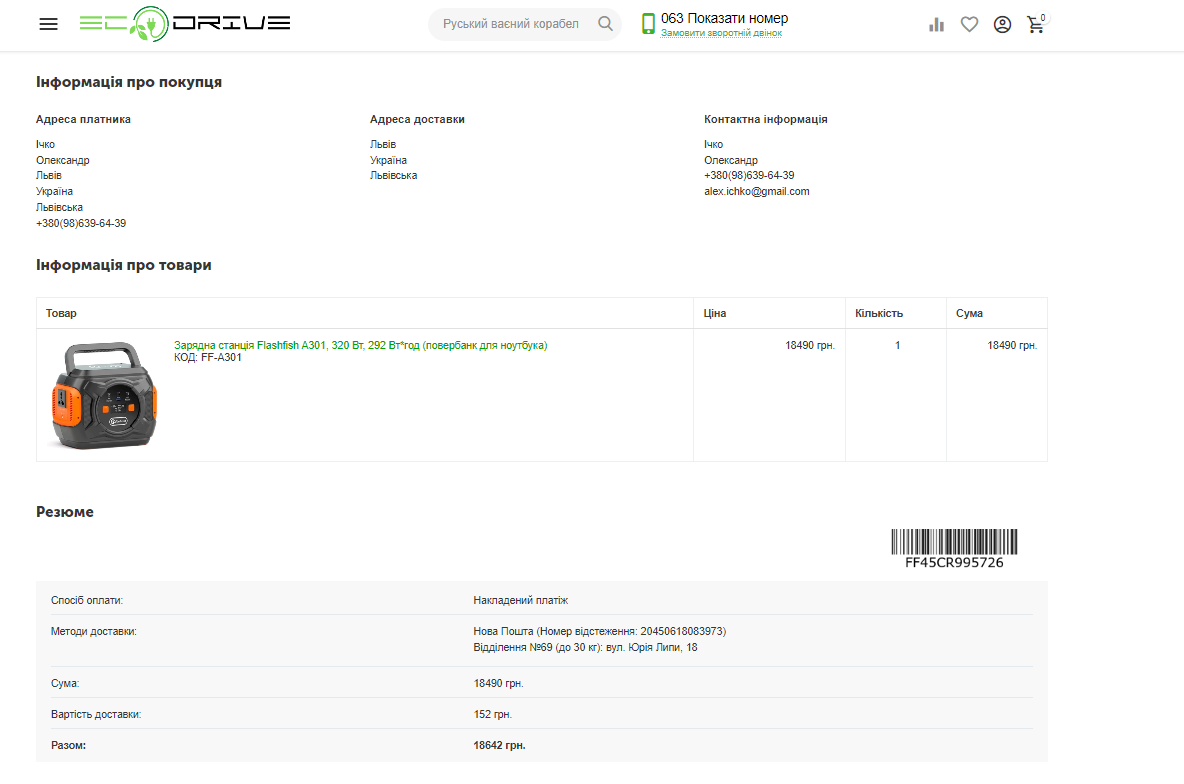 ECODRIVE
Руський ваєний корабел
063 Показати номер
Замовити зворотній двінок
0
Інформація про покупця
Адреса платника
Ічко
Олександр
Львів
Україна
Львівська
+380(98)639-64-39
Адреса доставки
Львів
Україна
Львівська
Контактна інформація
Ічко
Олександр
+380(98)639-64-39
alex.ichko@gmail.com
Інформація про товари
Товар
Ціна
Кількість
Сума
Зарядна станція Flashfish A301, 320 Вт, 292 Вт*год (повербанк для ноутбука)
КОД: FF-A301
18490 грн.
1
18490 грн.
Резюме
FF45CR995726
Спосіб оплати:
Накладений платіж
Методи доставки:
Нова Пошта (Номер відстеження: 20450618083973)
Відділення №69 (до 30 кг): вул. Юрія Липи, 18
Сума:
18490 грн.
Вартість доставки:
152 грн.
Разом:
18642 грн.